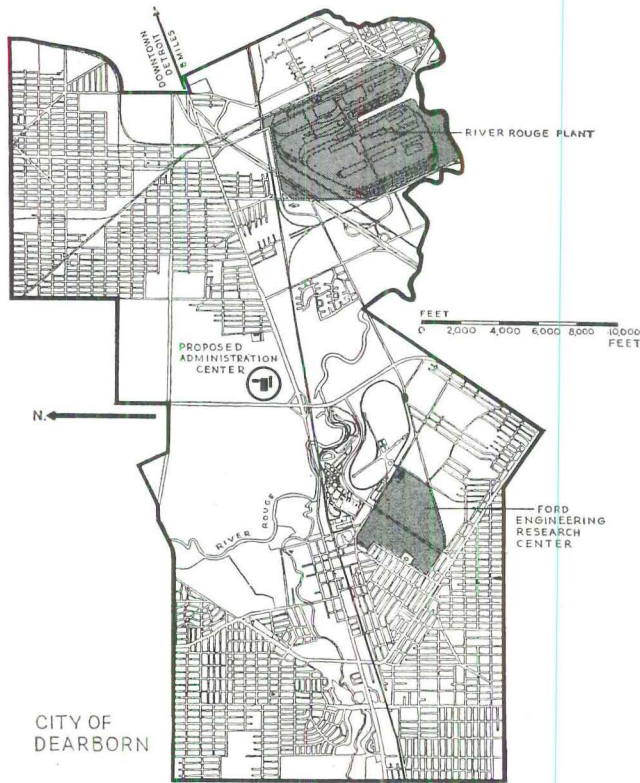 DOWNTOWN
DETROIT
8 MILES
RIVER ROUGE PLANT
FEET
0 2,000 4,000 6,000 8,000 10,000
FEET
PROPOSED
ADMINISTRATION
CENTER
N.
RIVER ROUGE
FORD
ENGINEERING
RESEARCH
CENTER
CITY OF
DEARBORN